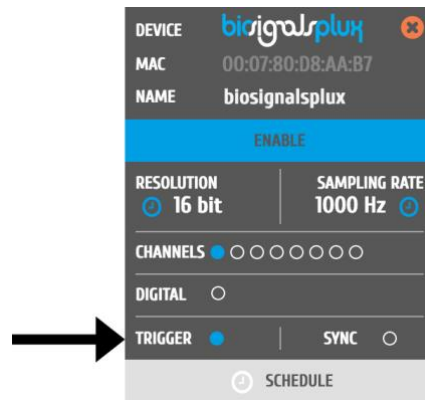 DEVICE biosignalsplux
MAC 00:07:80:D8:AA:B7
NAME biosignalsplux
ENABLE
RESOLUTION SAMPLING RATE
16 bit 1000 Hz
CHANNELS
DIGITAL
TRIGGER SYNC
SCHEDULE